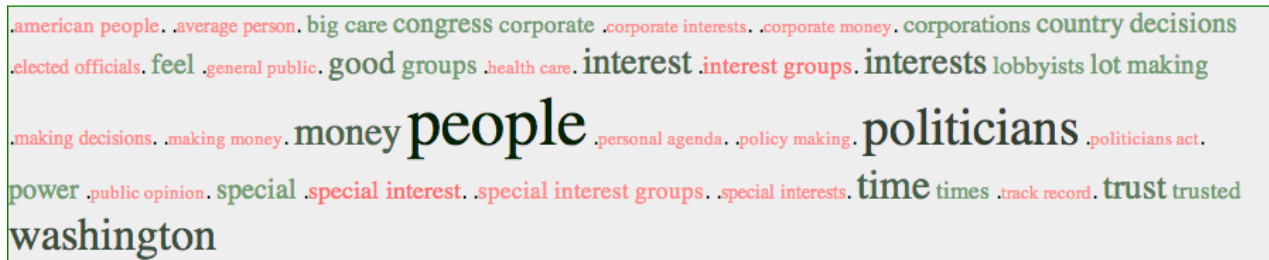 .american people. .average person. big care congress corporate .corporate interests. .corporate money. corporations country decisions
.elected officials. feel .general public. good groups .health care. interest .interest groups. interests lobbyists lot making
.making decisions. .making money. money people .personal agenda. .policy making. politicians .politicians act.
power .public opinion. special .special interest. .special interest groups. .special interests. time times .track record. trust trusted
washington